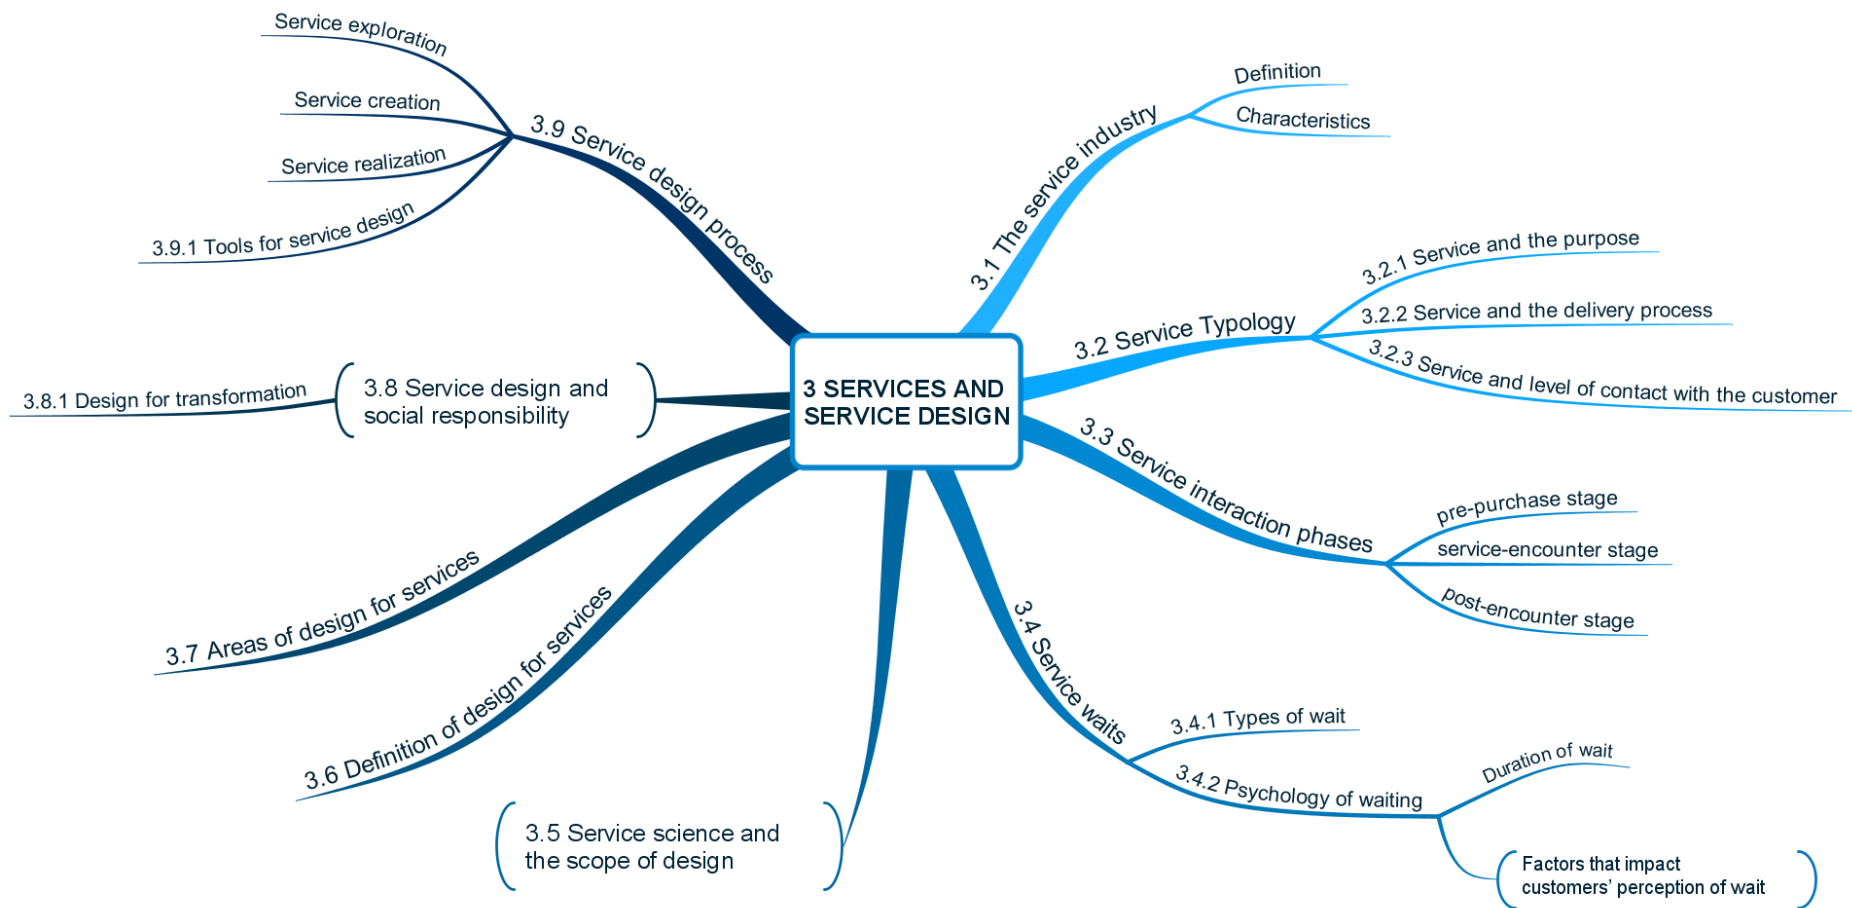 3 SERVICES AND
SERVICE DESIGN
3.1 The service industry
Definition
Characteristics
3.2 Service Typology
3.2.1 Service and the purpose
3.2.2 Service and the delivery process
3.2.3 Service and level of contact with the customer
3.3 Service interaction phases
pre-purchase stage
service-encounter stage
post-encounter stage
3.4 Service waits
3.4.1 Types of wait
3.4.2 Psychology of waiting
Duration of wait
Factors that impact
customers’ perception of wait
3.5 Service science and
the scope of design
3.6 Definition of design for services
3.7 Areas of design for services
3.8 Service design and
social responsibility
3.8.1 Design for transformation
3.9 Service design process
Service exploration
Service creation
Service realization
3.9.1 Tools for service design